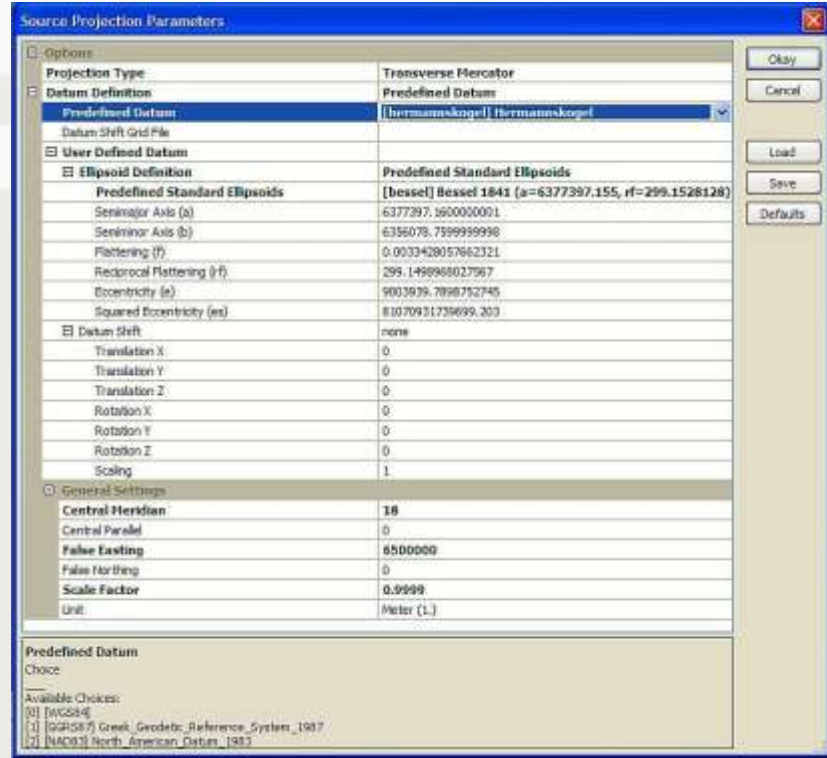 Source Projection Parameters
Options
Projection Type Transverse Mercator
Datum Definition Predefined Datum
Predefined Datum [hermannskogel] Hermannskogel
Datum Shift Grid File
User Defined Datum
Ellipsoid Definition Predefined Standard Ellipsoids
Predefined Standard Ellipsoids [bessel] Bessel 1841 (a=6377397.155, rf=299.1528128)
Semimajor Axis (a) 6377397.1600000001
Semiminor Axis (b) 6356078.7599999998
Flattening (f) 0.0033428057662321
Reciprocal Flattening (rf) 299.1498968027567
Eccentricity (e) 9003939.7898752745
Squared Eccentricity (es) 81070931739699.203
Datum Shift none
Translation X 0
Translation Y 0
Translation Z 0
Rotation X 0
Rotation Y 0
Rotation Z 0
Scaling 1
General Settings
Central Meridian 18
Central Parallel 0
False Easting 6500000
False Northing 0
Scale Factor 0.9999
Unit Meter (1.)
Okay
Cancel
Load
Save
Defaults
Predefined Datum
Choice
___
Available Choices:
[0] [WGS84]
[1] [GGRS87] Greek_Geodetic_Reference_System_1987
[2] [NAD83] North_American_Datum_1983